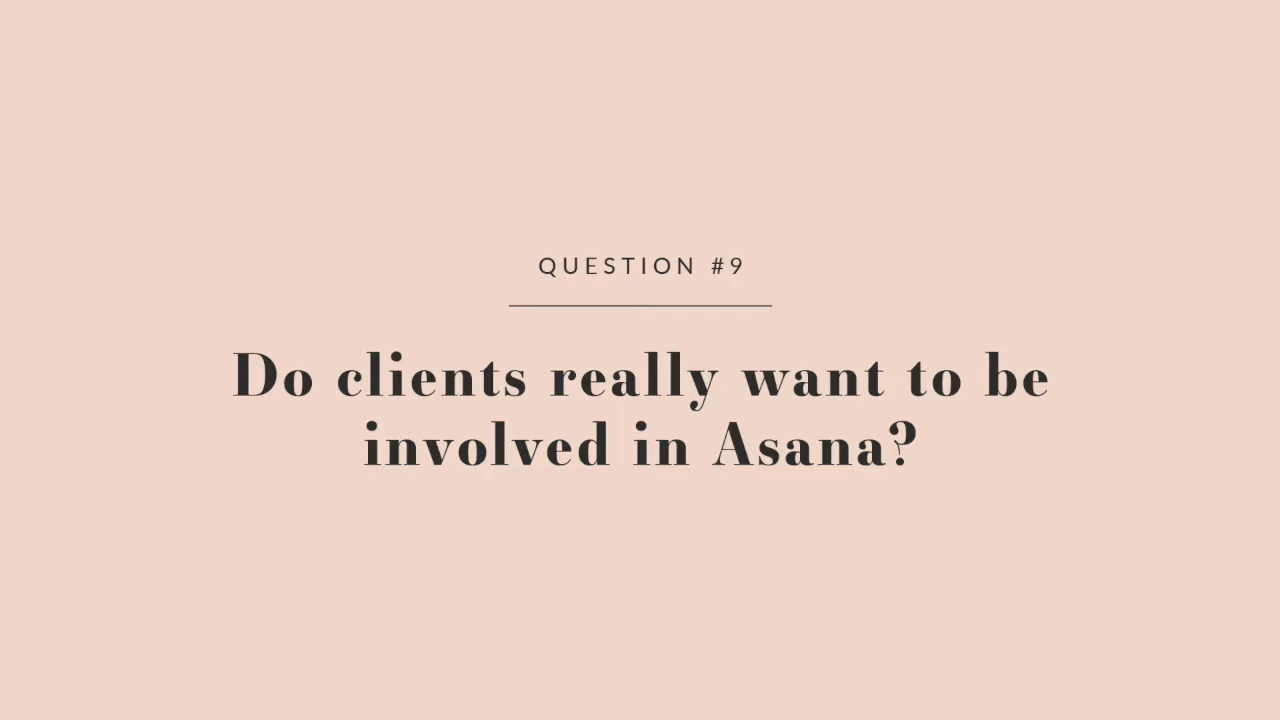 QUESTION #9
Do clients really want to be
involved in Asana?